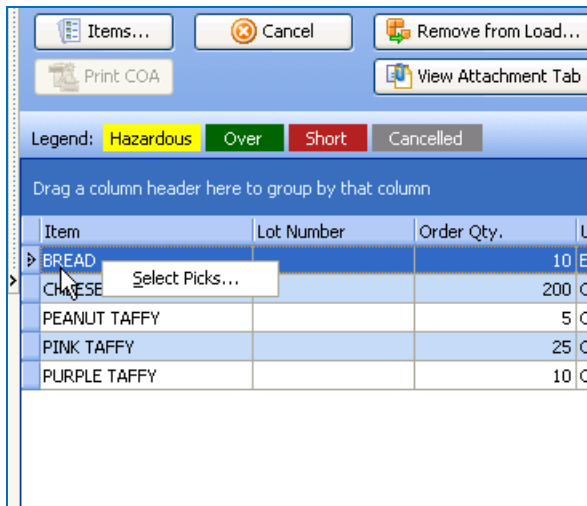 Items...
Cancel
Remove from Load...
Print COA
View Attachment Tab
Legend: Hazardous Over Short Cancelled
Drag a column header here to group by that column
Item Lot Number Order Qty. U
BREAD 10 E
Select Picks...
200
PEANUT TAFFY 5
PINK TAFFY 25
PURPLE TAFFY 10